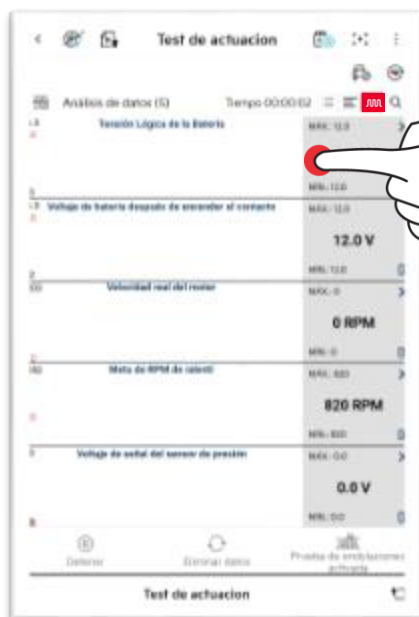 Test de actuacion
Análisis de datos (5) Tiempo 00:00:02
Tensión Lógica de la Batería
MAX.: 12.0
MIN.: 12.0
Voltaje de batería después de encender el contacto
MAX.: 12.0
12.0 V
MIN.: 12.0
Velocidad real del motor
MAX.: 0
0 RPM
MIN.: 0
Meta de RPM de ralentí
MAX.: 820
820 RPM
MIN.: 820
Voltaje de señal del sensor de presión
MAX.: 0.0
0.0 V
MIN.: 0.0
Detener
Eliminar datos
Prueba de
activada
Test de actuacion